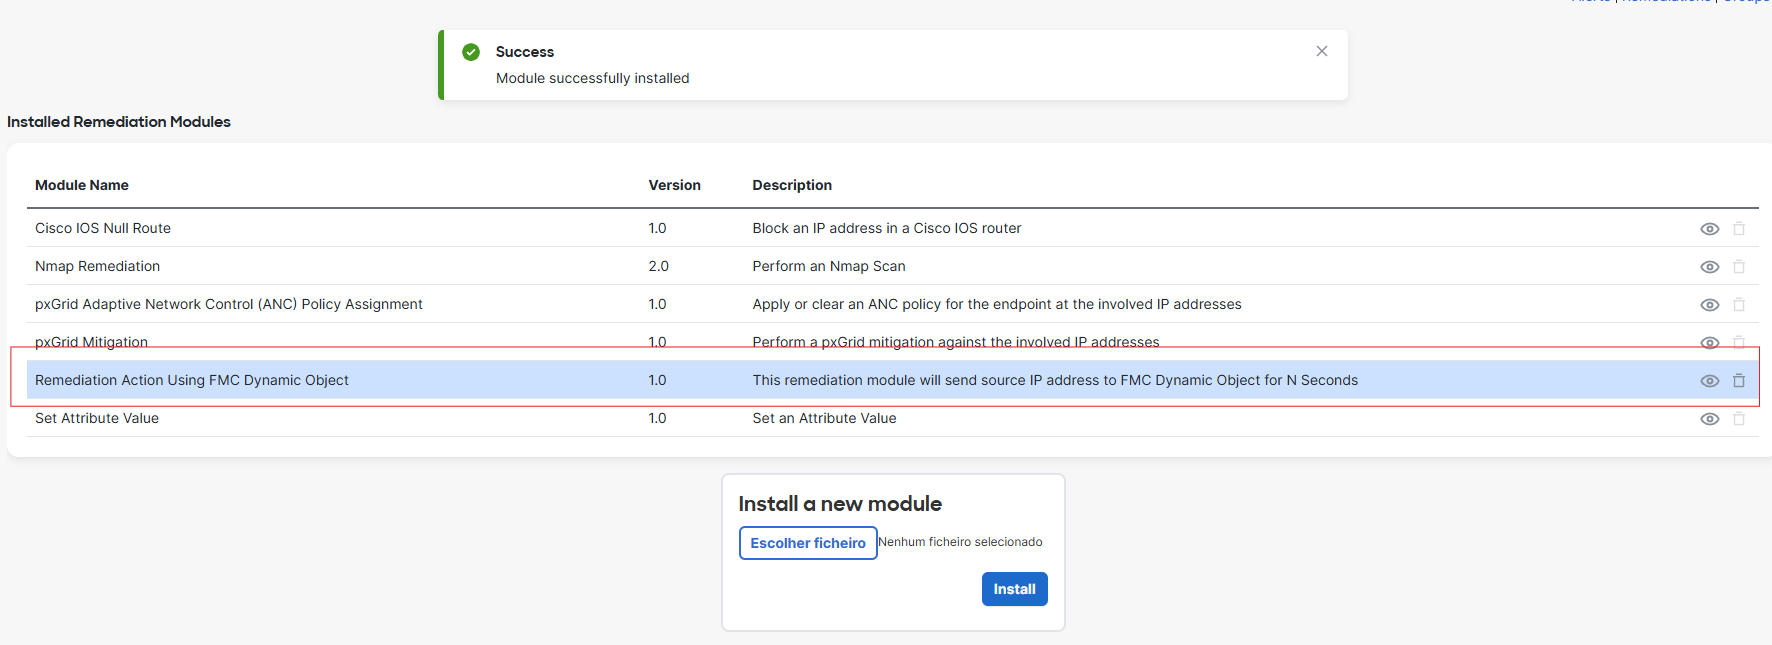 Alerts | Remediations | Groups
Success
Module successfully installed
Installed Remediation Modules
Module Name Version Description
Cisco IOS Null Route 1.0 Block an IP address in a Cisco IOS router
Nmap Remediation 2.0 Perform an Nmap Scan
pxGrid Adaptive Network Control (ANC) Policy Assignment 1.0 Apply or clear an ANC policy for the endpoint at the involved IP addresses
pxGrid Mitigation 1.0 Perform a pxGrid mitigation against the involved IP addresses
Remediation Action Using FMC Dynamic Object 1.0 This remediation module will send source IP address to FMC Dynamic Object for N Seconds
Set Attribute Value 1.0 Set an Attribute Value
Install a new module
Escolher ficheiro Nenhum ficheiro selecionado
Install